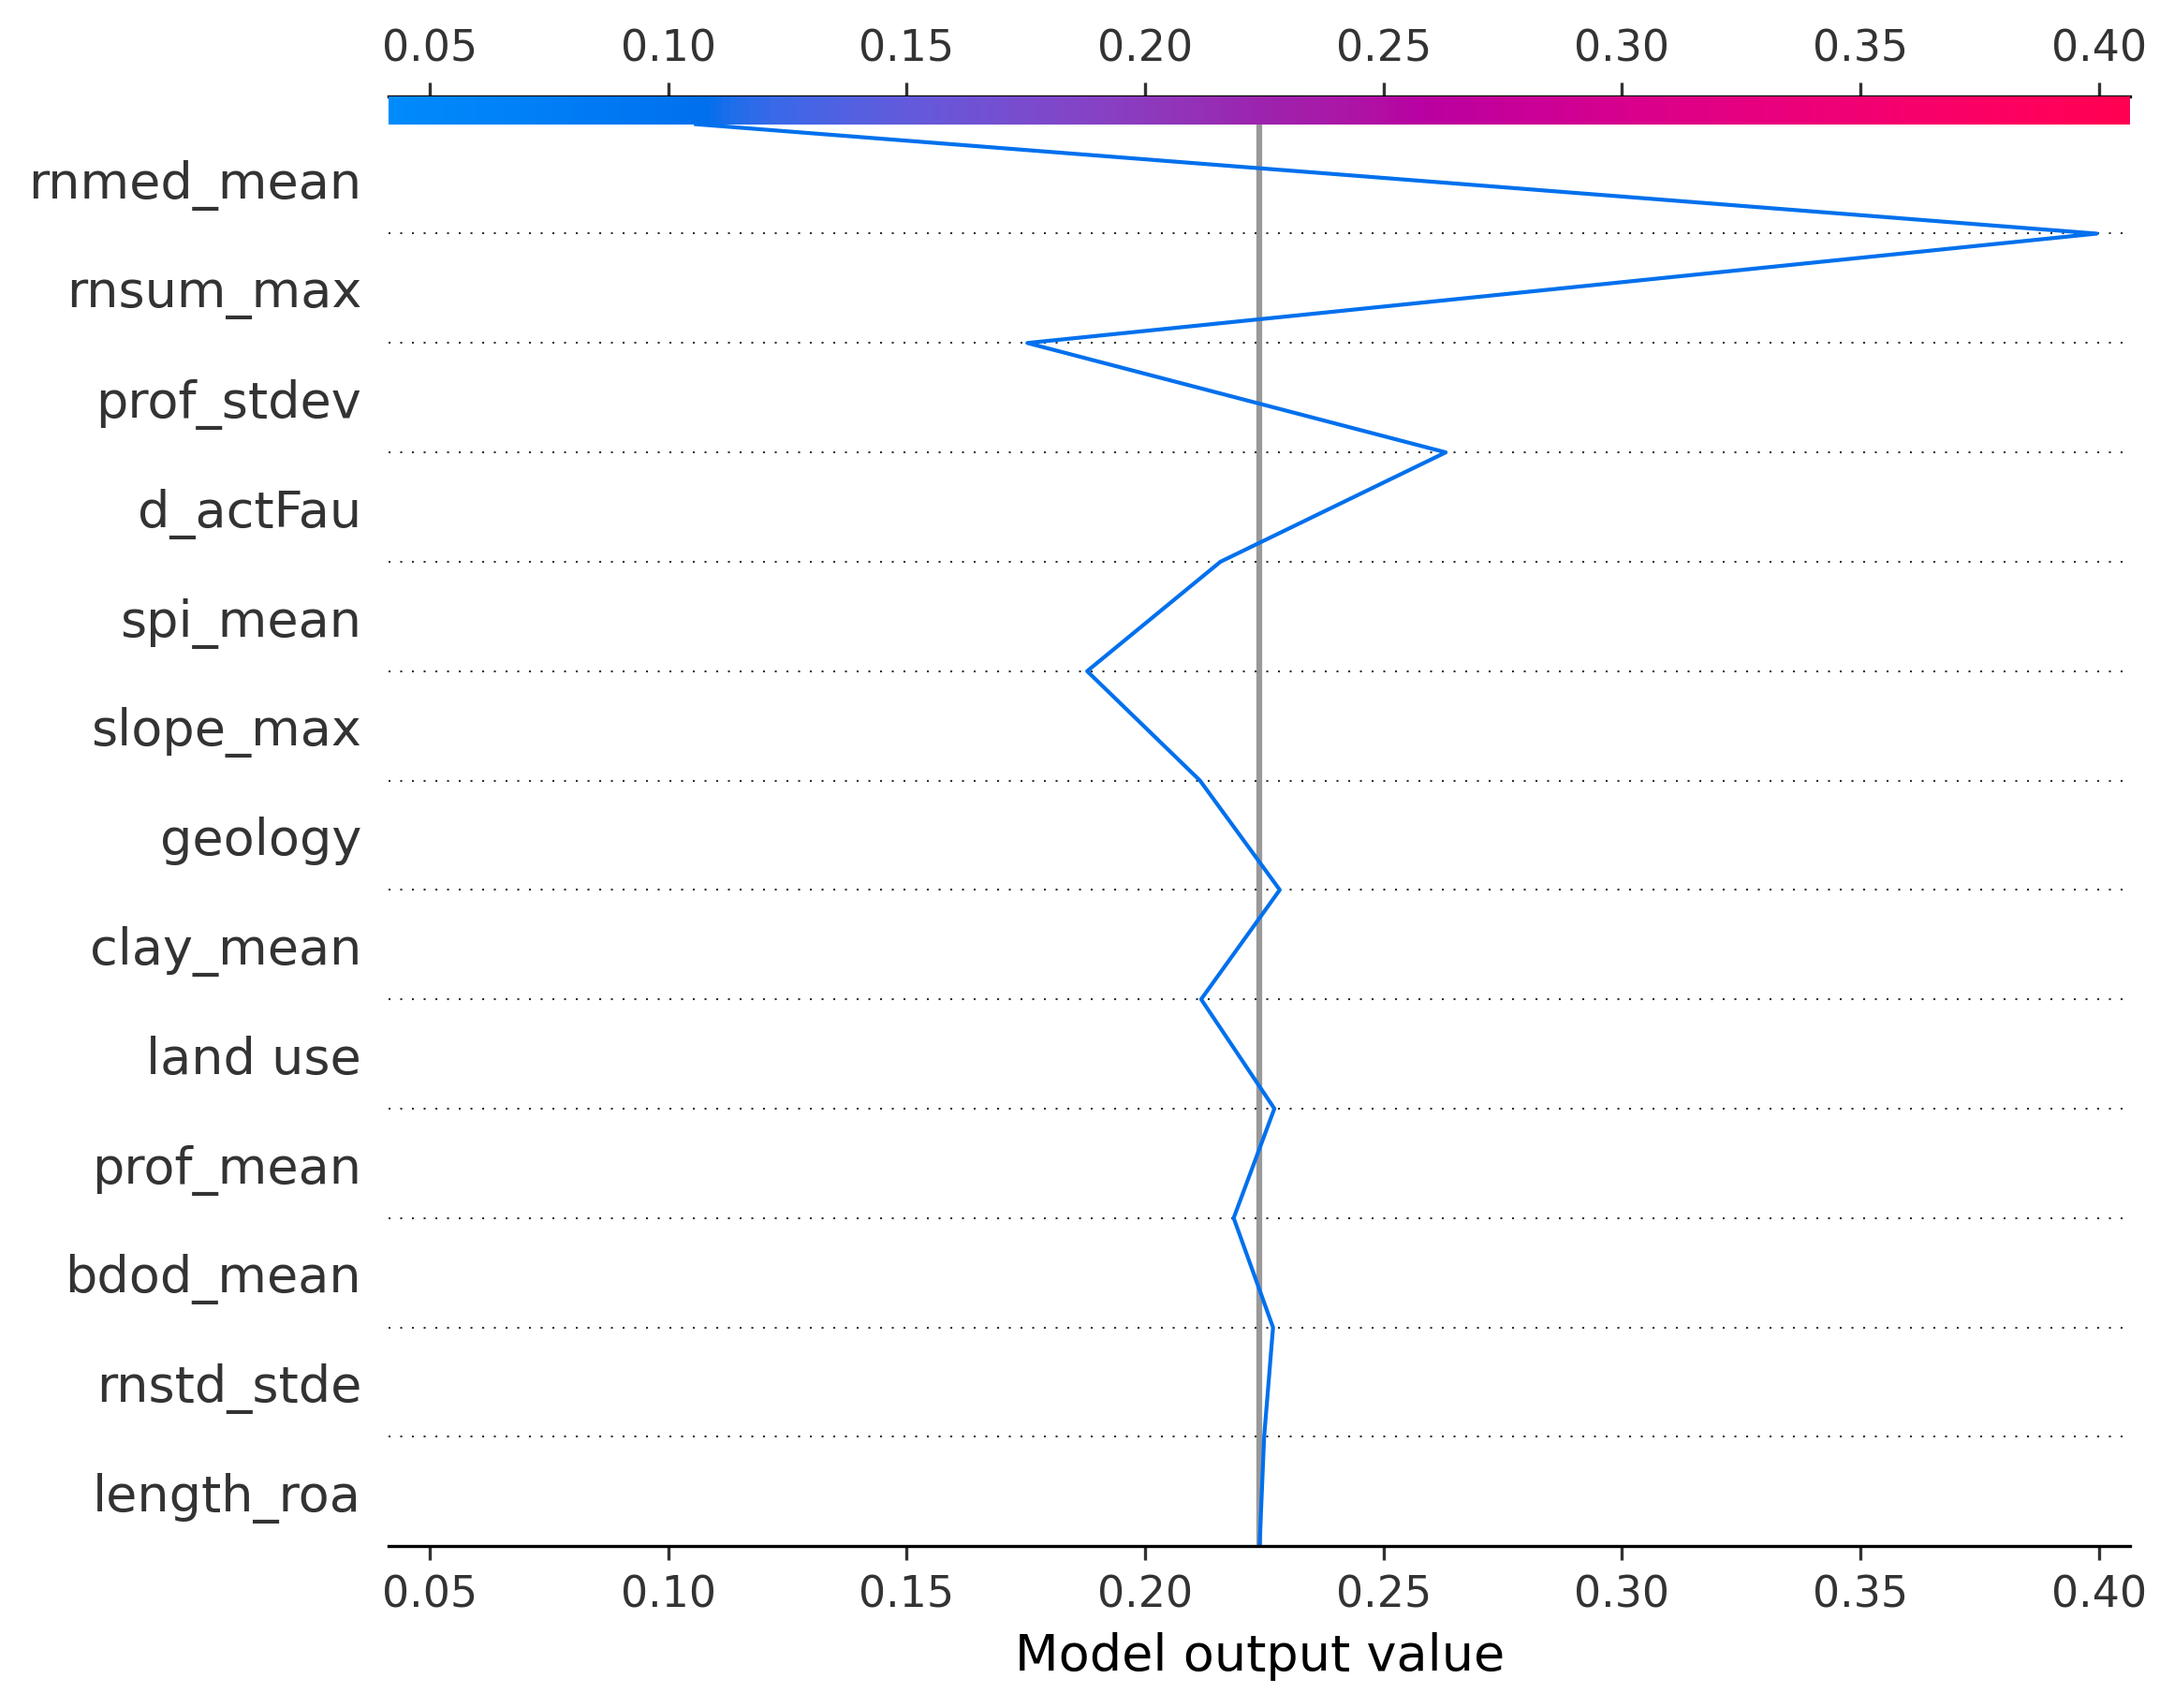 0.05 0.10 0.15 0.20 0.25 0.30 0.35 0.40
rnmed_mean
rnsum_max
prof_stdev
d_actFau
spi_mean
slope_max
geology
clay_mean
land use
prof_mean
bdod_mean
rnstd_stde
length_roa
0.05 0.10 0.15 0.20 0.25 0.30 0.35 0.40
Model output value